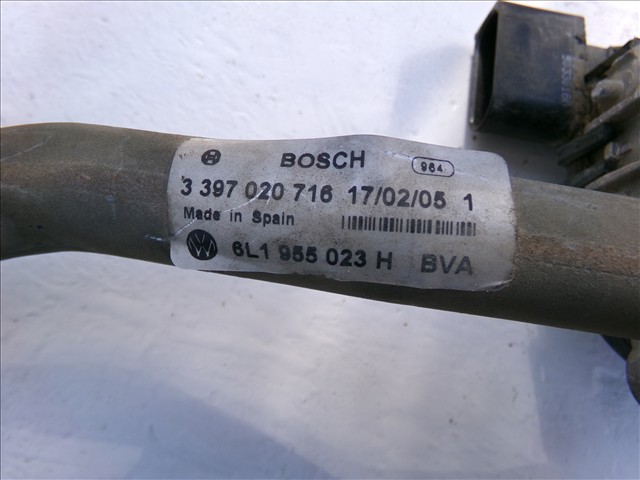 BOSCH 964
3 397 020 716 17/02/05 1
Made in Spain
6L1 955 023 H BVA